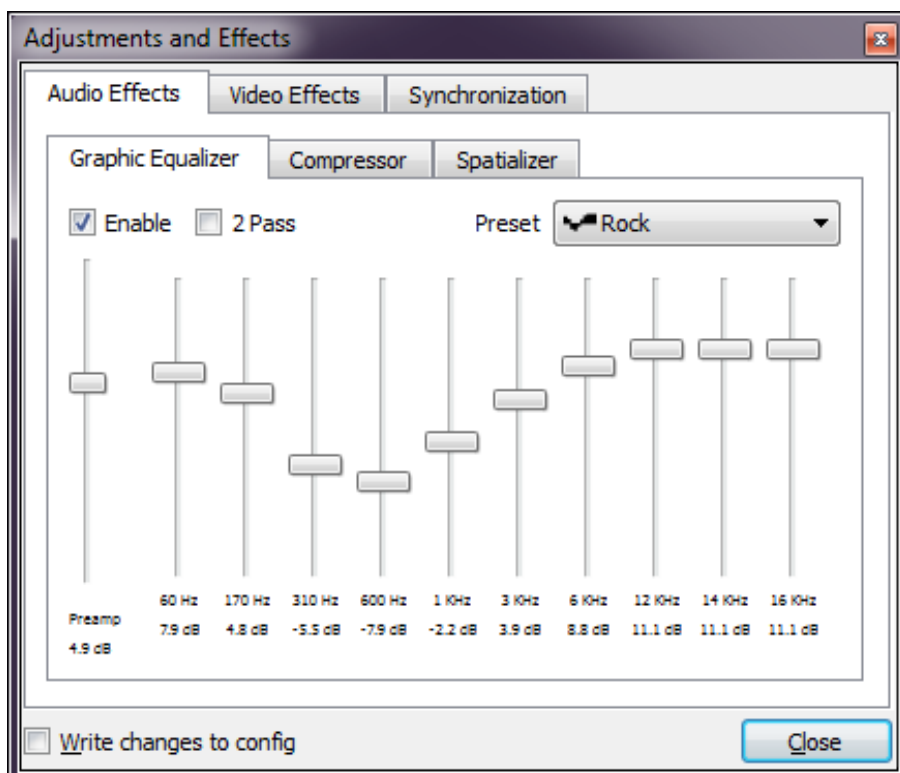 Adjustments and Effects
Audio Effects Video Effects Synchronization
Graphic Equalizer Compressor Spatializer
Enable 2 Pass Preset Rock
60 Hz 170 Hz 310 Hz 600 Hz 1 KHz 3 KHz 6 KHz 12 KHz 14 KHz 16 KHz
Preamp 7.9 dB 4.8 dB -5.5 dB -7.9 dB -2.2 dB 3.9 dB 8.8 dB 11.1 dB 11.1 dB 11.1 dB
4.9 dB
Write changes to config Close